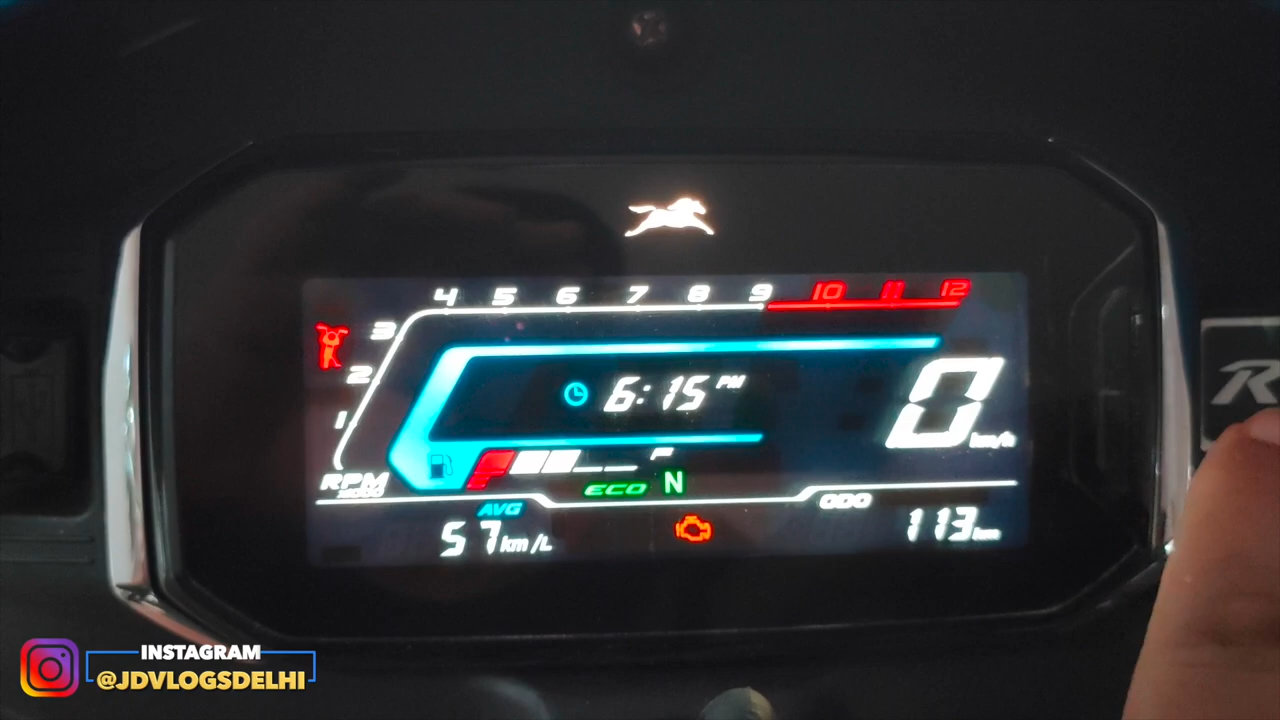 4 5 6 7 8 9 10 11 12
3
2
1
6:15 PM
0 km/h
RPM
x1000
F
ECO N
AVG
57 km/L
ODO
113 km
R
INSTAGRAM
@JDVLOGSDELHI